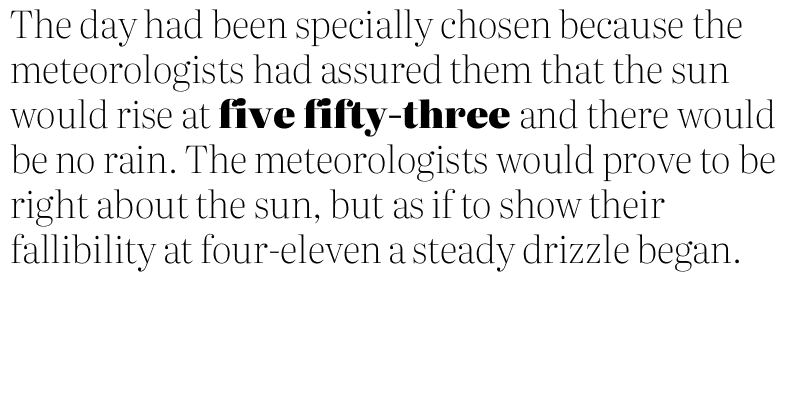 The day had been specially chosen because the
meteorologists had assured them that the sun
would rise at five fifty-three and there would
be no rain. The meteorologists would prove to be
right about the sun, but as if to show their
fallibility at four-eleven a steady drizzle began.